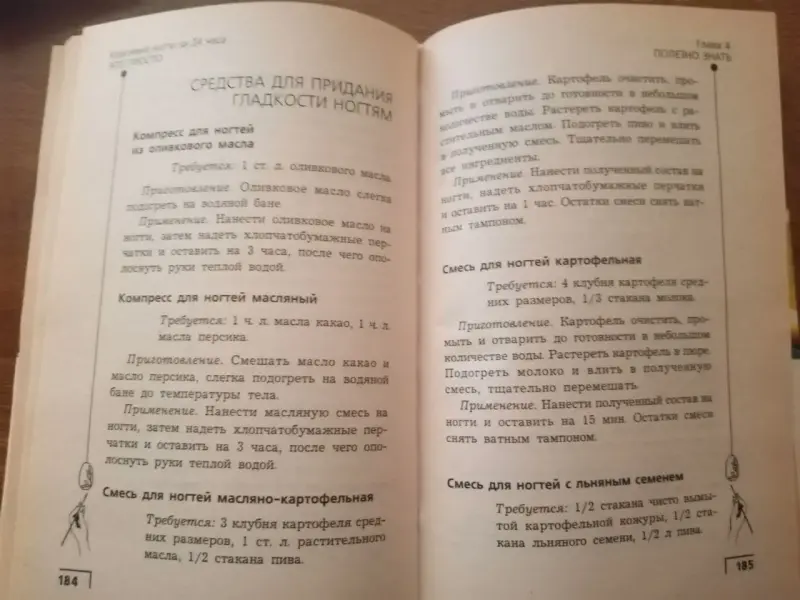 за 24 часа
СРЕДСТВА ДЛЯ ПРИДАНИЯ
ГЛАДКОСТИ НОГТЯМ
Компресс для ногтей
из оливкового масла
Требуется: 1 ст. л. оливкового масла.
Приготовление. Оливковое масло слегка
подогреть на водяной бане.
Применение. Нанести оливковое масло на
ногти, затем надеть хлопчатобумажные пер-
чатки и оставить на 3 часа, после чего опо-
лоснуть руки теплой водой.
Компресс для ногтей масляный
Требуется: 1 ч. л. масла какао, 1 ч. л.
масла персика.
Приготовление. Смешать масло какао и
масло персика, слегка подогреть на водяной
бане до температуры тела.
Применение. Нанести масляную смесь на
ногти, затем надеть хлопчатобумажные пер-
чатки и оставить на 3 часа, после чего опо-
лоснуть руки теплой водой.
Смесь для ногтей масляно-картофельная
Требуется: 3 клубня картофеля сред-
них размеров, 1 ст. л. растительного
масла, 1/2 стакана пива.
184
Глава 4
ПОЛЕЗНО ЗНАТЬ
Приготовление. Картофель очистить, про-
мыть и отварить до готовности в небольшом
количестве воды. Растереть картофель с ра-
стительным маслом. Подогреть пиво и влить
в полученную смесь. Тщательно перемешать
все ингредиенты.
Применение. Нанести полученный состав на
ногти, надеть хлопчатобумажные перчатки
и оставить на 1 час. Остатки смеси снять ват-
ным тампоном.
Смесь для ногтей картофельная
Требуется: 4 клубня картофеля сред-
них размеров, 1/3 стакана молока.
Приготовление. Картофель очистить, про-
мыть и отварить до готовности в небольшом
количестве воды. Растереть картофель в пюре.
Подогреть молоко и влить в полученную
смесь, тщательно перемешать.
Применение. Нанести полученный состав на
ногти и оставить на 15 мин. Остатки смеси
снять ватным тампоном.
Смесь для ногтей с льняным семенем
Требуется: 1/2 стакана чисто вымы-
той картофельной кожуры, 1/2 ста-
кана льняного семени, 1/2 л пива.
185